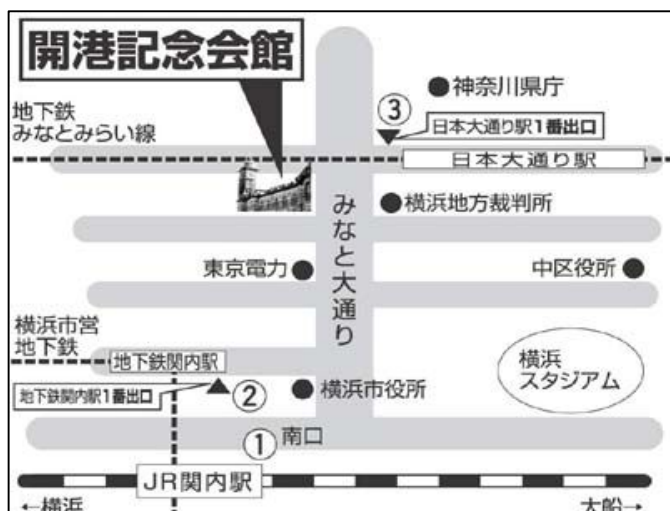 開港記念会館
③
神奈川県庁
地下鉄
みなとみらい線
日本大通り駅1番出口
日本大通り駅
横浜地方裁判所
みなと大通り
東京電力
中区役所
横浜市営
地下鉄
地下鉄関内駅
横浜
スタジアム
地下鉄関内駅1番出口
②
横浜市役所
①
南口
JR関内駅
←横浜
大船→